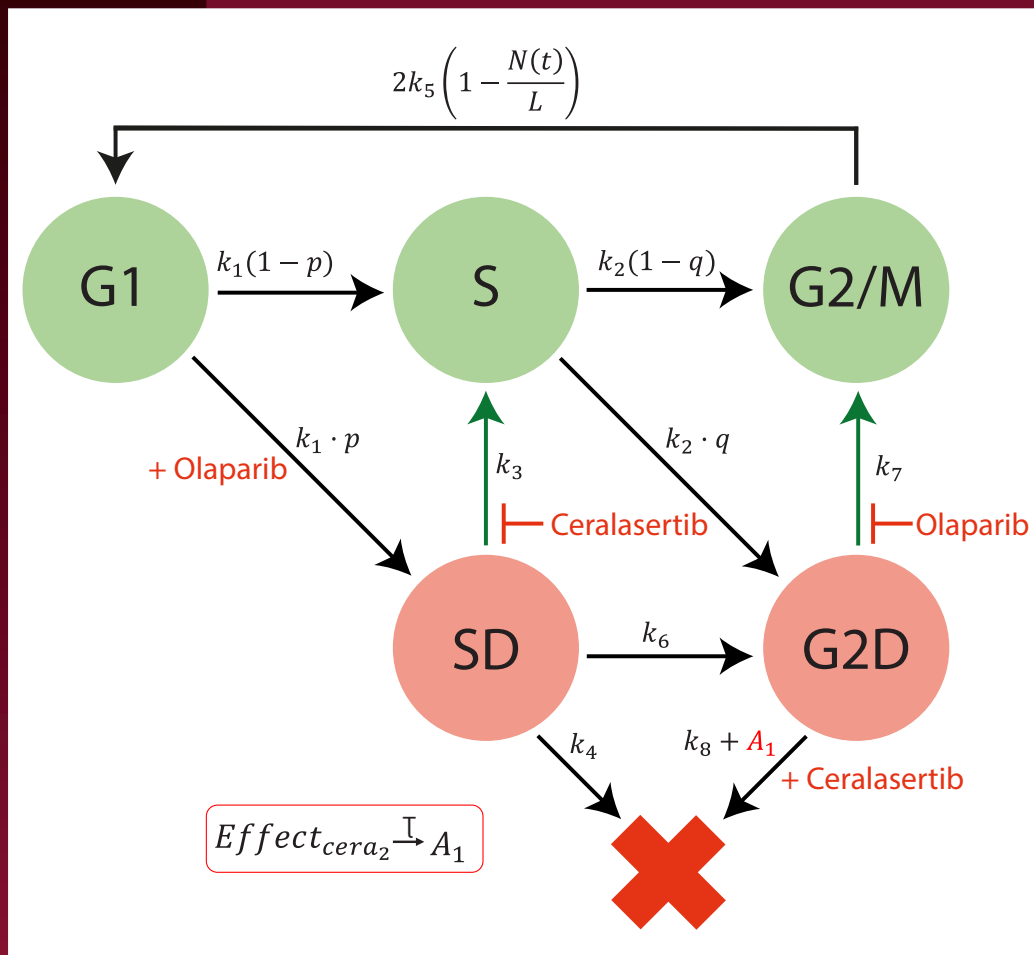 2k₅(1 − N(t)/L)
G1
k₁(1 − p)
S
k₂(1 − q)
G2/M
k₁ · p
+ Olaparib
k₃
k₂ · q
k₇
Ceralasertib
Olaparib
SD
k₆
G2D
k₄
k₈ + A₁
+ Ceralasertib
Effect_cera₂ →τ A₁